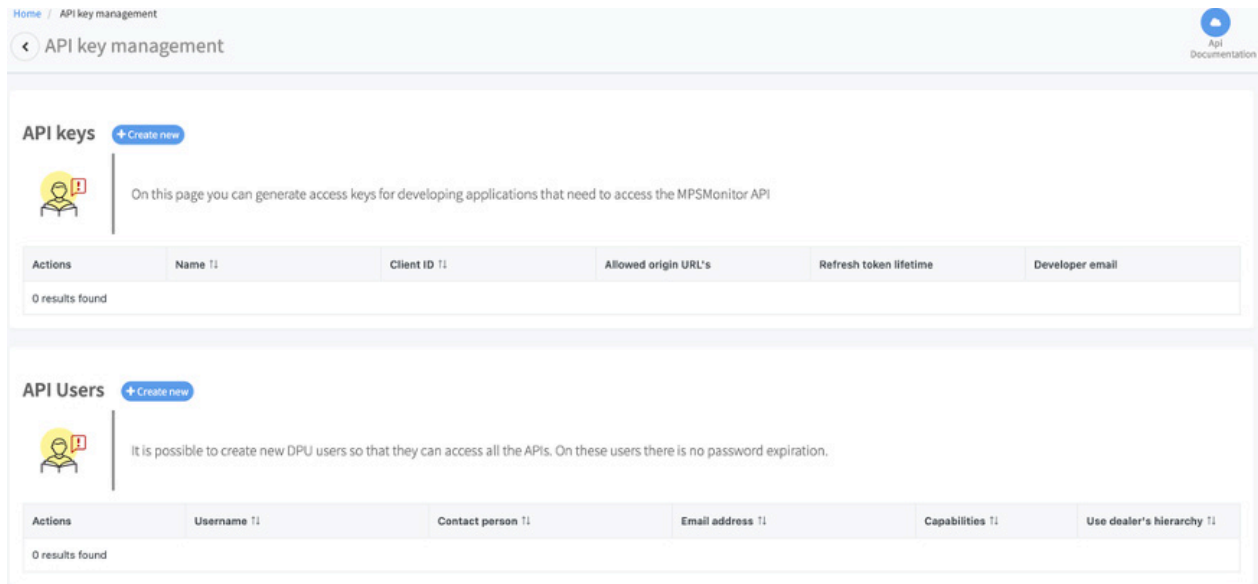 Home / API key management
API key management
Api
Documentation
API keys + Create new
On this page you can generate access keys for developing applications that need to access the MPSMonitor API
Actions Name Client ID Allowed origin URL's Refresh token lifetime Developer email
0 results found
API Users + Create new
It is possible to create new DPU users so that they can access all the APIs. On these users there is no password expiration.
Actions Username Contact person Email address Capabilities Use dealer's hierarchy
0 results found